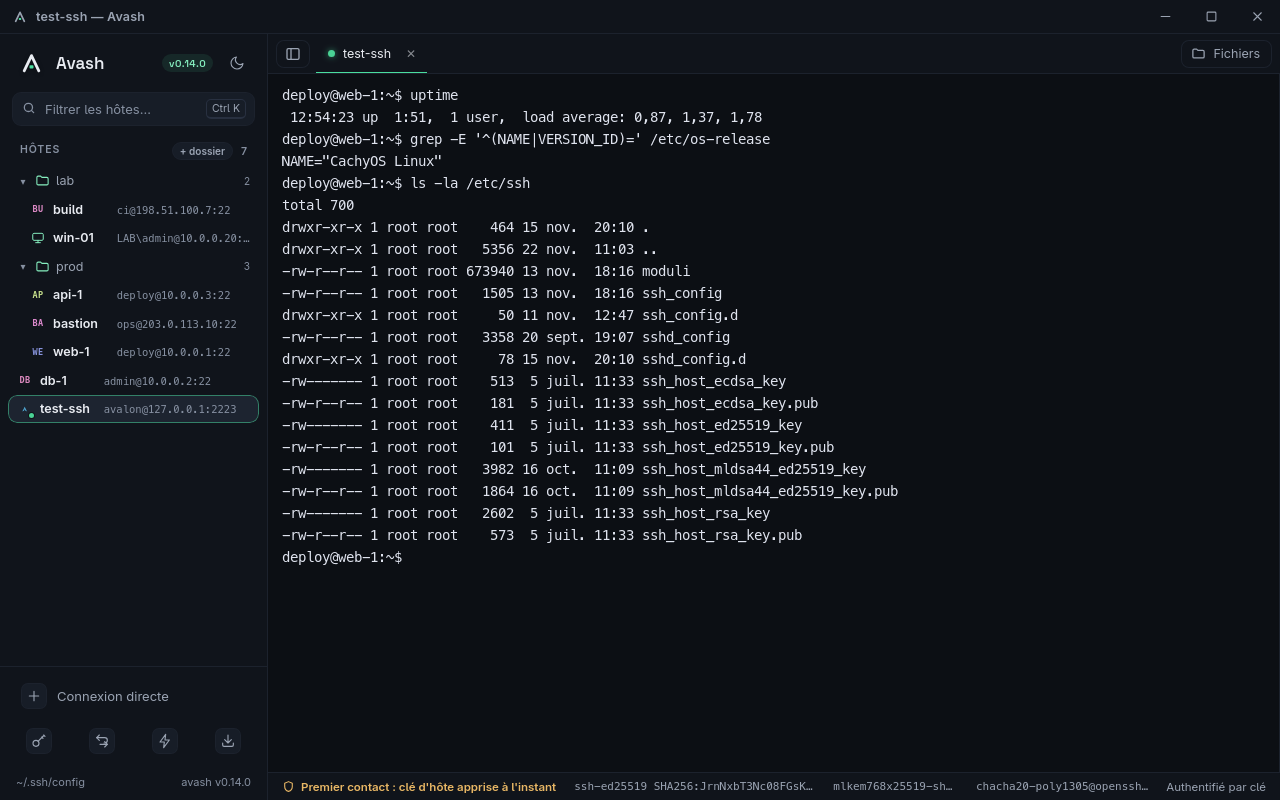 test-ssh — Avash
Avash
v0.14.0
Filtrer les hôtes...
Ctrl K
HÔTES
+ dossier
7
lab
2
BU build ci@198.51.100.7:22
win-01 LAB\admin@10.0.0.20:…
prod
3
AP api-1 deploy@10.0.0.3:22
BA bastion ops@203.0.113.10:22
WE web-1 deploy@10.0.0.1:22
DB db-1 admin@10.0.0.2:22
test-ssh avalon@127.0.0.1:2223
Connexion directe
~/.ssh/config
avash v0.14.0
test-ssh
Fichiers
deploy@web-1:~$ uptime
 12:54:23 up  1:51,  1 user,  load average: 0,87, 1,37, 1,78
deploy@web-1:~$ grep -E '^(NAME|VERSION_ID)=' /etc/os-release
NAME="CachyOS Linux"
deploy@web-1:~$ ls -la /etc/ssh
total 700
drwxr-xr-x 1 root root    464 15 nov.  20:10 .
drwxr-xr-x 1 root root   5356 22 nov.  11:03 ..
-rw-r--r-- 1 root root 673940 13 nov.  18:16 moduli
-rw-r--r-- 1 root root   1505 13 nov.  18:16 ssh_config
drwxr-xr-x 1 root root     50 11 nov.  12:47 ssh_config.d
-rw-r--r-- 1 root root   3358 20 sept. 19:07 sshd_config
drwxr-xr-x 1 root root     78 15 nov.  20:10 sshd_config.d
-rw------- 1 root root    513  5 juil. 11:33 ssh_host_ecdsa_key
-rw-r--r-- 1 root root    181  5 juil. 11:33 ssh_host_ecdsa_key.pub
-rw------- 1 root root    411  5 juil. 11:33 ssh_host_ed25519_key
-rw-r--r-- 1 root root    101  5 juil. 11:33 ssh_host_ed25519_key.pub
-rw------- 1 root root   3982 16 oct.  11:09 ssh_host_mldsa44_ed25519_key
-rw-r--r-- 1 root root   1864 16 oct.  11:09 ssh_host_mldsa44_ed25519_key.pub
-rw------- 1 root root   2602  5 juil. 11:33 ssh_host_rsa_key
-rw-r--r-- 1 root root    573  5 juil. 11:33 ssh_host_rsa_key.pub
deploy@web-1:~$
Premier contact : clé d'hôte apprise à l'instant
ssh-ed25519 SHA256:JrnNxbT3Nc08FGsK…
mlkem768x25519-sh…
chacha20-poly1305@openssh…
Authentifié par clé